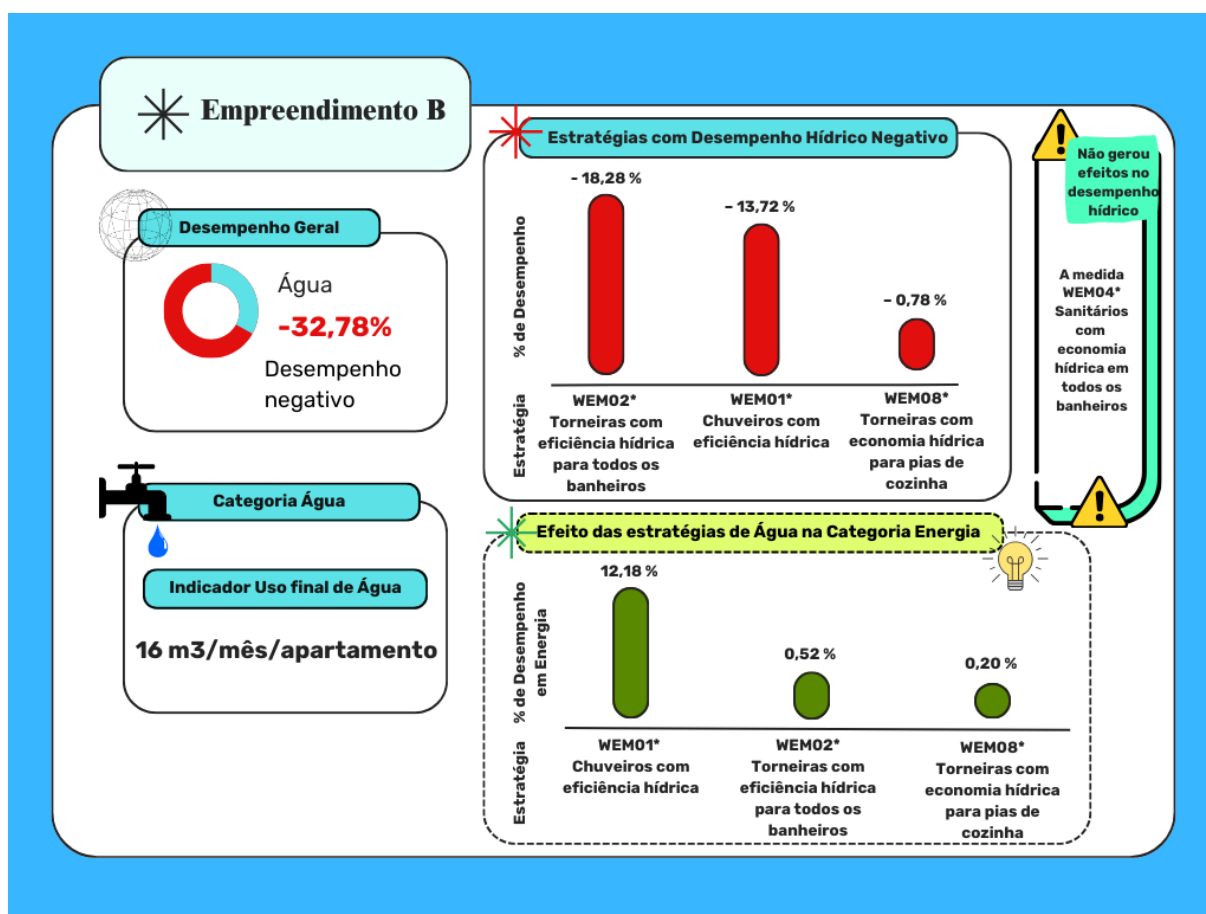 Empreendimento B
Desempenho Geral
Água
-32,78%
Desempenho
negativo
Categoria Água
Indicador Uso final de Água
16 m3/mês/apartamento
Estratégias com Desempenho Hídrico Negativo
% de Desempenho
- 18,28 %
– 13,72 %
– 0,78 %
Estratégia
WEM02*
Torneiras com
eficiência hídrica
para todos os
banheiros
WEM01*
Chuveiros com
eficiência hídrica
WEM08*
Torneiras com
economia hídrica
para pias de
cozinha
Não gerou
efeitos no
desempenho
hídrico
A medida
WEM04*
Sanitários
com
economia
hídrica em
todos os
banheiros
Efeito das estratégias de Água na Categoria Energia
% de Desempenho
em Energia
12,18 %
0,52 %
0,20 %
Estratégia
WEM01*
Chuveiros com
eficiência hídrica
WEM02*
Torneiras com
eficiência hídrica
para todos os
banheiros
WEM08*
Torneiras com
economia hídrica
para pias de
cozinha